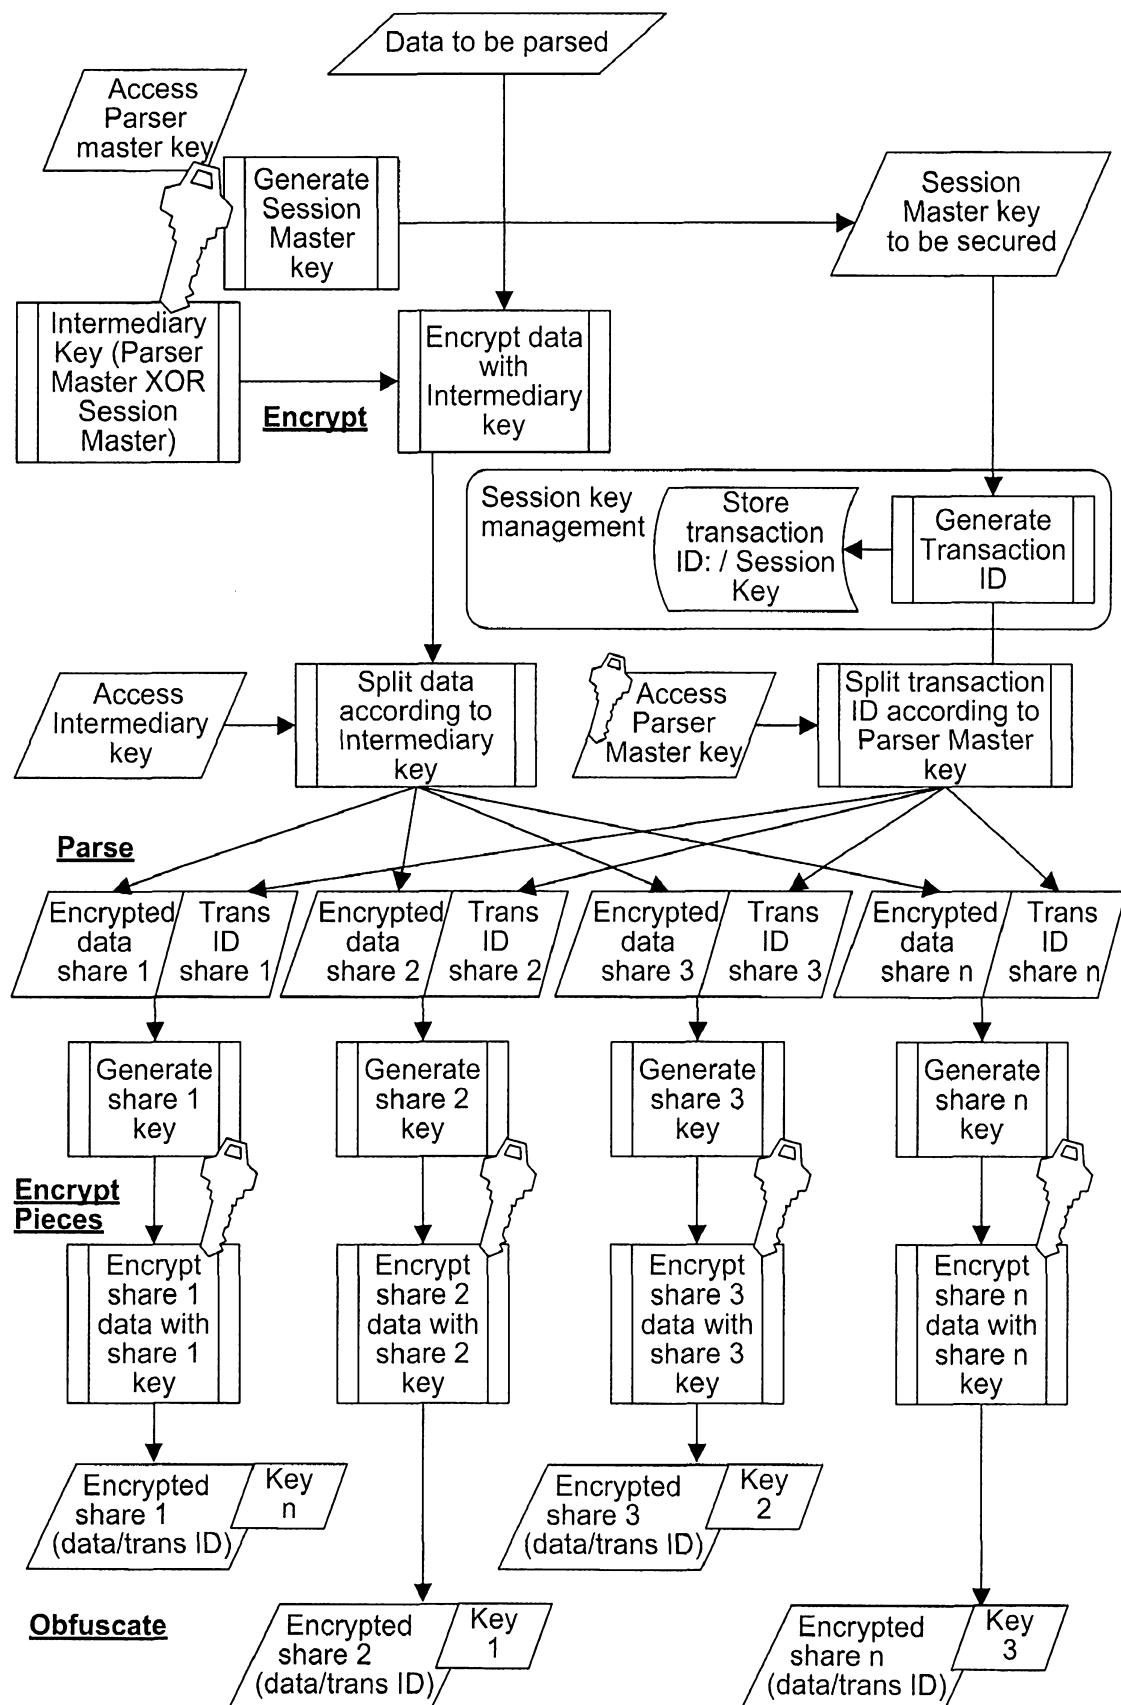 Data to be parsed
Access
Parser
master key
Generate
Session
Master
key
Session
Master key
to be secured
Intermediary
Key (Parser
Master XOR
Session
Master)
Encrypt
Encrypt data
with
Intermediary
key
Session key
management
Store
transaction
ID: / Session
Key
Generate
Transaction
ID
Access
Intermediary
key
Split data
according to
Intermediary
key
Access
Parser
Master key
Split transaction
ID according to
Parser Master
key
Parse
Encrypted
data
share 1
Trans
ID
share 1
Encrypted
data
share 2
Trans
ID
share 2
Encrypted
data
share 3
Trans
ID
share 3
Encrypted
data
share n
Trans
ID
share n
Generate
share 1
key
Generate
share 2
key
Generate
share 3
key
Generate
share n
key
Encrypt
Pieces
Encrypt
share 1
data with
share 1
key
Encrypt
share 2
data with
share 2
key
Encrypt
share 3
data with
share 3
key
Encrypt
share n
data with
share n
key
Encrypted
share 1
(data/trans ID)
Key
n
Encrypted
share 3
(data/trans ID)
Key
2
Obfuscate
Encrypted
share 2
(data/trans ID)
Key
1
Encrypted
share n
(data/trans ID)
Key
3